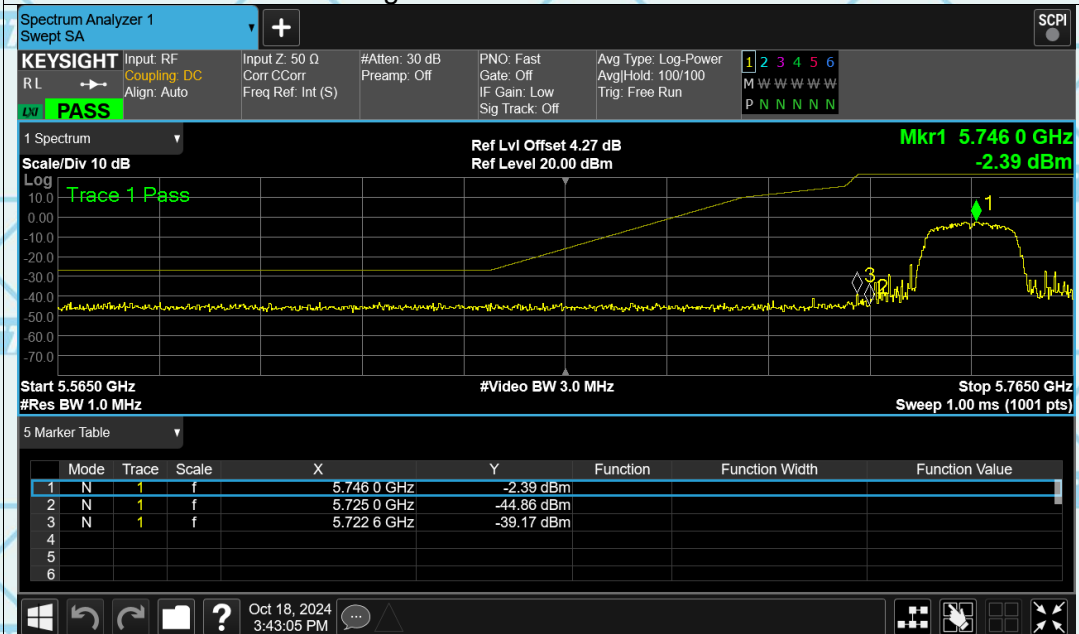 Spectrum Analyzer 1
Swept SA
+
SCPI
KEYSIGHT Input: RF Input Z: 50 Ω #Atten: 30 dB PNO: Fast Avg Type: Log-Power 1 2 3 4 5 6
RL Coupling: DC Corr CCorr Preamp: Off Gate: Off Avg|Hold: 100/100 M W W W W W
Align: Auto Freq Ref: Int (S) IF Gain: Low Trig: Free Run
LXI PASS Sig Track: Off P N N N N N
1 Spectrum Ref Lvl Offset 4.27 dB Mkr1 5.746 0 GHz
Scale/Div 10 dB Ref Level 20.00 dBm -2.39 dBm
Log
Trace 1 Pass
10.0
1
0.00
-10.0
-20.0
-30.0
3
2
-40.0
-50.0
-60.0
-70.0
Start 5.5650 GHz #Video BW 3.0 MHz Stop 5.7650 GHz
#Res BW 1.0 MHz Sweep 1.00 ms (1001 pts)
5 Marker Table
Mode Trace Scale X Y Function Function Width Function Value
1 N 1 f 5.746 0 GHz -2.39 dBm
2 N 1 f 5.725 0 GHz -44.86 dBm
3 N 1 f 5.722 6 GHz -39.17 dBm
4
5
6
? Oct 18, 2024
3:43:05 PM